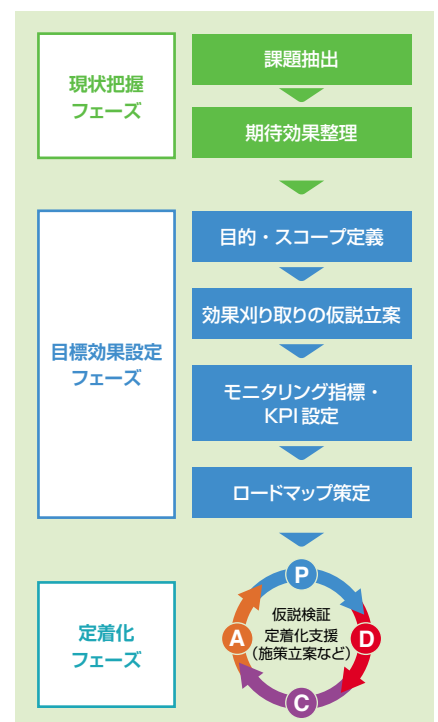 現状把握
フェーズ
課題抽出
期待効果整理
目標効果設定
フェーズ
目的・スコープ定義
効果刈り取りの仮説立案
モニタリング指標・
KPI設定
ロードマップ策定
定着化
フェーズ
P
仮説検証
定着化支援
(施策立案など)
A
D
C